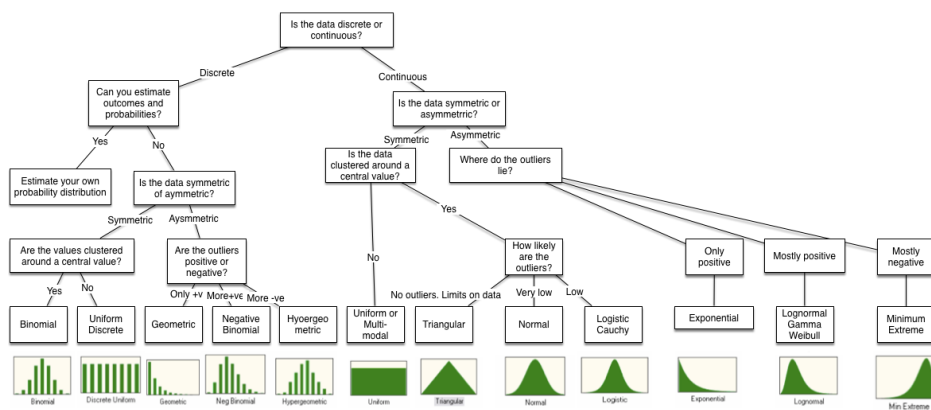 Is the data discrete or
continuous?
Discrete
Continuous
Can you estimate
outcomes and
probabilities?
Is the data symmetric or
asymmetrric?
Yes
No
Symmetric
Asymmetric
Estimate your own
probability distribution
Is the data symmetric
of aymmetric?
Is the data
clustered around a
central value?
Where do the outliers
lie?
Symmetric
Aysmmetric
No
Yes
Are the values clustered
around a central value?
Are the outliers
positive or
negative?
How likely
are the
outliers?
Only
positive
Mostly positive
Mostly
negative
Yes
No
Only +v
More+ve
More -ve
No outliers. Limits on data
Very low
Low
Binomial
Uniform
Discrete
Geometric
Negative
Binomial
Hyoergeo
metric
Uniform or
Multi-
modal
Triangular
Normal
Logistic
Cauchy
Exponential
Lognormal
Gamma
Weibull
Minimum
Extreme
Binomial
Discrete Uniform
Geometric
Neg Binomial
Hypergeometric
Uniform
Triangular
Normal
Logistic
Exponential
Lognomal
Min Extreme